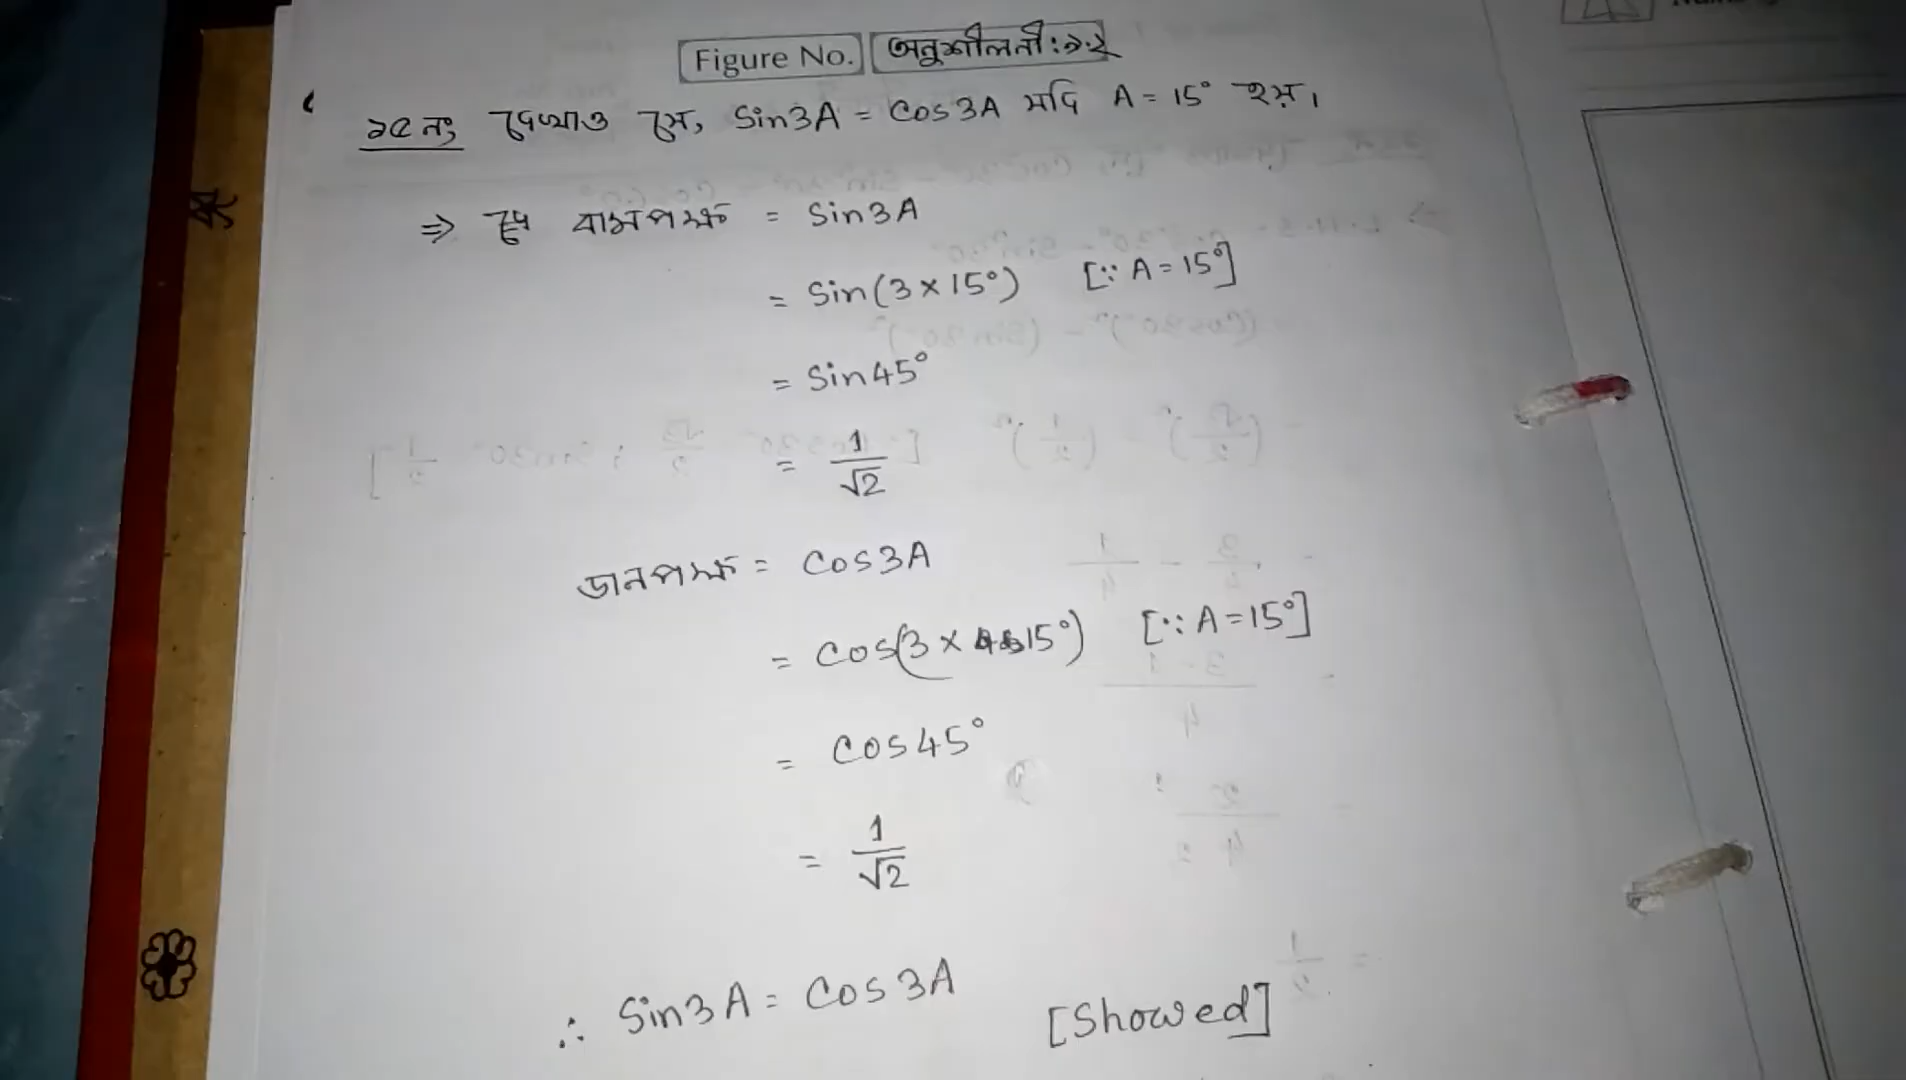 Figure No. অনুশীলনী: ৯.২
১৫ নং দেখাও যে, Sin3A = Cos3A যদি A = 15° হয়।
⇒ বামপক্ষ = Sin3A
= Sin(3×15°) [∵ A = 15°]
= Sin45°
= 1/√2
ডানপক্ষ = Cos3A
= Cos(3×15°) [∵ A=15°]
= Cos45°
= 1/√2
∴ Sin3A = Cos3A [Showed]